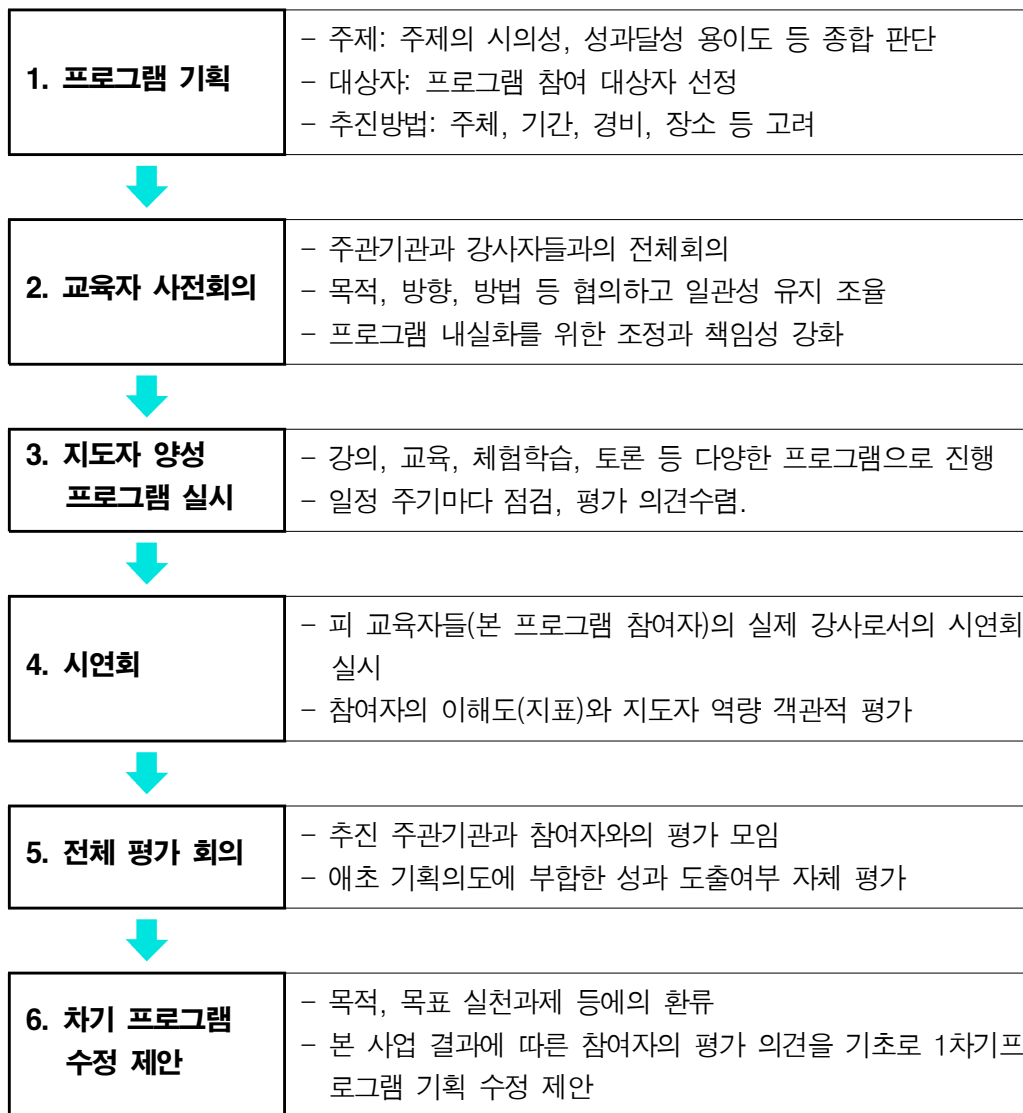 1. 프로그램 기획
- 주제: 주제의 시의성, 성과달성 용이도 등 종합 판단
- 대상자: 프로그램 참여 대상자 선정
- 추진방법: 주체, 기간, 경비, 장소 등 고려
2. 교육자 사전회의
- 주관기관과 강사자들과의 전체회의
- 목적, 방향, 방법 등 협의하고 일관성 유지 조율
- 프로그램 내실화를 위한 조정과 책임성 강화
3. 지도자 양성
프로그램 실시
- 강의, 교육, 체험학습, 토론 등 다양한 프로그램으로 진행
- 일정 주기마다 점검, 평가 의견수렴.
4. 시연회
- 피 교육자들(본 프로그램 참여자)의 실제 강사로서의 시연회
실시
- 참여자의 이해도(지표)와 지도자 역량 객관적 평가
5. 전체 평가 회의
- 추진 주관기관과 참여자와의 평가 모임
- 애초 기획의도에 부합한 성과 도출여부 자체 평가
6. 차기 프로그램
수정 제안
- 목적, 목표 실천과제 등에의 환류
- 본 사업 결과에 따른 참여자의 평가 의견을 기초로 1차기프
로그램 기획 수정 제안